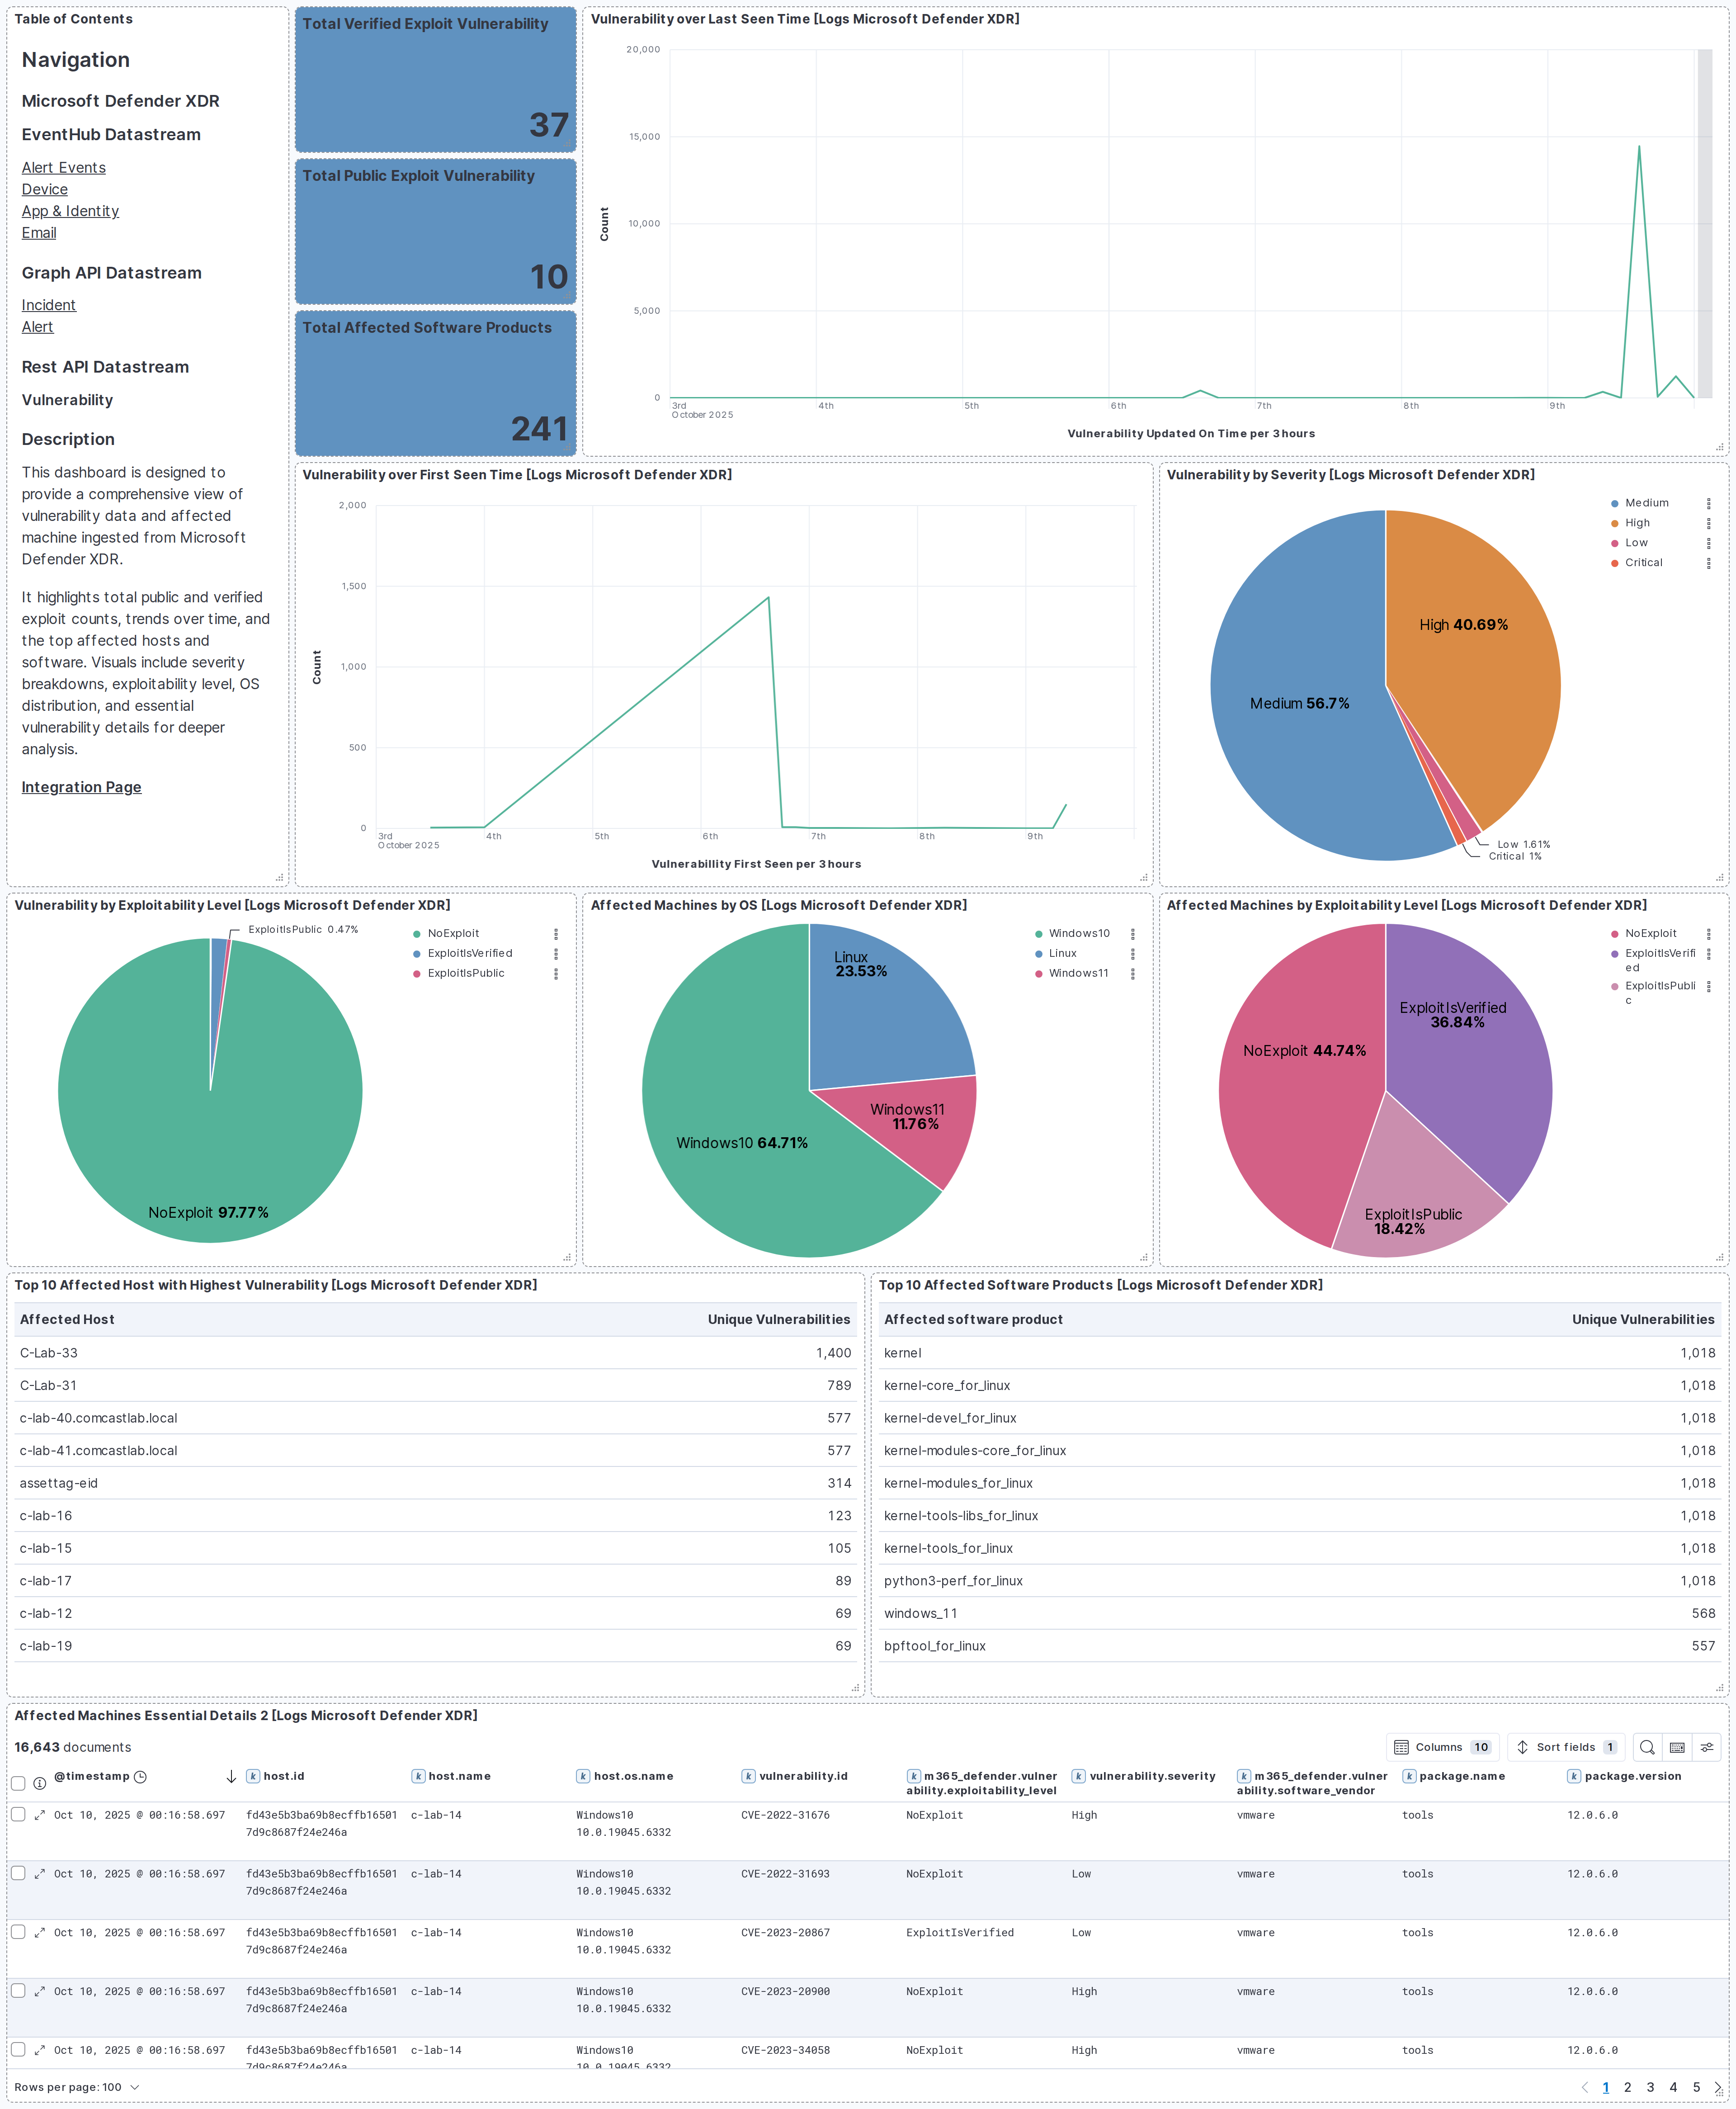 Table of Contents
Navigation
Microsoft Defender XDR
EventHub Datastream
Alert Events
Device
App & Identity
Email
Graph API Datastream
Incident
Alert
Rest API Datastream
Vulnerability
Description
This dashboard is designed to
provide a comprehensive view of
vulnerability data and affected
machine ingested from Microsoft
Defender XDR.
It highlights total public and verified
exploit counts, trends over time, and
the top affected hosts and
software. Visuals include severity
breakdowns, exploitability level, OS
distribution, and essential
vulnerability details for deeper
analysis.
Integration Page
Total Verified Exploit Vulnerability
37
Total Public Exploit Vulnerability
10
Total Affected Software Products
241
Vulnerability over Last Seen Time [Logs Microsoft Defender XDR]
20,000
15,000
10,000
5,000
0
Count
3rd
October 2025
4th
5th
6th
7th
8th
9th
Vulnerability Updated On Time per 3 hours
Vulnerability over First Seen Time [Logs Microsoft Defender XDR]
2,000
1,500
1,000
500
0
Count
3rd
October 2025
4th
5th
6th
7th
8th
9th
Vulnerabillity First Seen per 3 hours
Vulnerability by Severity [Logs Microsoft Defender XDR]
Medium
High
Low
Critical
High 40.69%
Medium 56.7%
Low 1.61%
Critical 1%
Vulnerability by Exploitability Level [Logs Microsoft Defender XDR]
ExploitIsPublic 0.47%
NoExploit
ExploitIsVerified
ExploitIsPublic
NoExploit 97.77%
Affected Machines by OS [Logs Microsoft Defender XDR]
Windows10
Linux
Windows11
Linux
23.53%
Windows11
11.76%
Windows10 64.71%
Affected Machines by Exploitability Level [Logs Microsoft Defender XDR]
NoExploit
ExploitIsVerifi
ed
ExploitIsPubli
c
ExploitIsVerified
36.84%
NoExploit 44.74%
ExploitIsPublic
18.42%
Top 10 Affected Host with Highest Vulnerability [Logs Microsoft Defender XDR]
Affected Host Unique Vulnerabilities
C-Lab-33 1,400
C-Lab-31 789
c-lab-40.comcastlab.local 577
c-lab-41.comcastlab.local 577
assettag-eid 314
c-lab-16 123
c-lab-15 105
c-lab-17 89
c-lab-12 69
c-lab-19 69
Top 10 Affected Software Products [Logs Microsoft Defender XDR]
Affected software product Unique Vulnerabilities
kernel 1,018
kernel-core_for_linux 1,018
kernel-devel_for_linux 1,018
kernel-modules-core_for_linux 1,018
kernel-modules_for_linux 1,018
kernel-tools-libs_for_linux 1,018
kernel-tools_for_linux 1,018
python3-perf_for_linux 1,018
windows_11 568
bpftool_for_linux 557
Affected Machines Essential Details 2 [Logs Microsoft Defender XDR]
16,643 documents
Columns 10 Sort fields 1
@timestamp k host.id k host.name k host.os.name k vulnerability.id k m365_defender.vulner k vulnerability.severity k m365_defender.vulner k package.name k package.version
ability.exploitability_level ability.software_vendor
Oct 10, 2025 @ 00:16:58.697 fd43e5b3ba69b8ecffb16501 c-lab-14 Windows10 CVE-2022-31676 NoExploit High vmware tools 12.0.6.0
7d9c8687f24e246a 10.0.19045.6332
Oct 10, 2025 @ 00:16:58.697 fd43e5b3ba69b8ecffb16501 c-lab-14 Windows10 CVE-2022-31693 NoExploit Low vmware tools 12.0.6.0
7d9c8687f24e246a 10.0.19045.6332
Oct 10, 2025 @ 00:16:58.697 fd43e5b3ba69b8ecffb16501 c-lab-14 Windows10 CVE-2023-20867 ExploitIsVerified Low vmware tools 12.0.6.0
7d9c8687f24e246a 10.0.19045.6332
Oct 10, 2025 @ 00:16:58.697 fd43e5b3ba69b8ecffb16501 c-lab-14 Windows10 CVE-2023-20900 NoExploit High vmware tools 12.0.6.0
7d9c8687f24e246a 10.0.19045.6332
Oct 10, 2025 @ 00:16:58.697 fd43e5b3ba69b8ecffb16501 c-lab-14 Windows10 CVE-2023-34058 NoExploit High vmware tools 12.0.6.0
7d9c8687f24e246a 10.0.19045.6332
Rows per page: 100
1 2 3 4 5